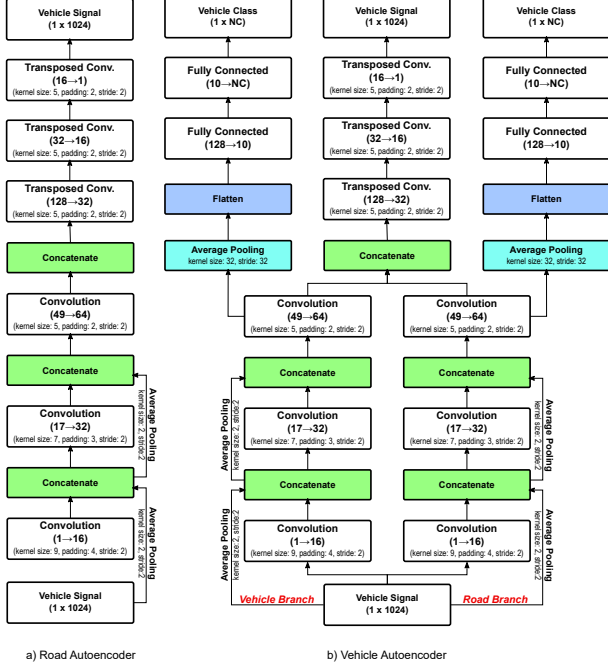 Vehicle Signal
(1 x 1024)
Transposed Conv.
(16→1)
(kernel size: 5, padding: 2, stride: 2)
Transposed Conv.
(32→16)
(kernel size: 5, padding: 2, stride: 2)
Transposed Conv.
(128→32)
(kernel size: 5, padding: 2, stride: 2)
Concatenate
Convolution
(49→64)
(kernel size: 5, padding: 2, stride: 2)
Concatenate
Average Pooling
kernel size: 2, stride:2
Convolution
(17→32)
(kernel size: 7, padding: 3, stride: 2)
Concatenate
Average Pooling
kernel size: 2, stride:2
Convolution
(1→16)
(kernel size: 9, padding: 4, stride: 2)
Vehicle Signal
(1 x 1024)
a) Road Autoencoder
Vehicle Class
(1 x NC)
Fully Connected
(10→NC)
Fully Connected
(128→10)
Flatten
Average Pooling
kernel size: 32, stride: 32
Vehicle Signal
(1 x 1024)
Transposed Conv.
(16→1)
(kernel size: 5, padding: 2, stride: 2)
Transposed Conv.
(32→16)
(kernel size: 5, padding: 2, stride: 2)
Transposed Conv.
(128→32)
(kernel size: 5, padding: 2, stride: 2)
Concatenate
Vehicle Class
(1 x NC)
Fully Connected
(10→NC)
Fully Connected
(128→10)
Flatten
Average Pooling
kernel size: 32, stride: 32
Convolution
(49→64)
(kernel size: 5, padding: 2, stride: 2)
Concatenate
Average Pooling
kernel size: 2, stride:2
Convolution
(17→32)
(kernel size: 7, padding: 3, stride: 2)
Concatenate
Average Pooling
kernel size: 2, stride:2
Convolution
(1→16)
(kernel size: 9, padding: 4, stride: 2)
Convolution
(49→64)
(kernel size: 5, padding: 2, stride: 2)
Concatenate
Average Pooling
kernel size: 2, stride:2
Convolution
(17→32)
(kernel size: 7, padding: 3, stride: 2)
Concatenate
Average Pooling
kernel size: 2, stride:2
Convolution
(1→16)
(kernel size: 9, padding: 4, stride: 2)
Vehicle Branch
Vehicle Signal
(1 x 1024)
Road Branch
b) Vehicle Autoencoder